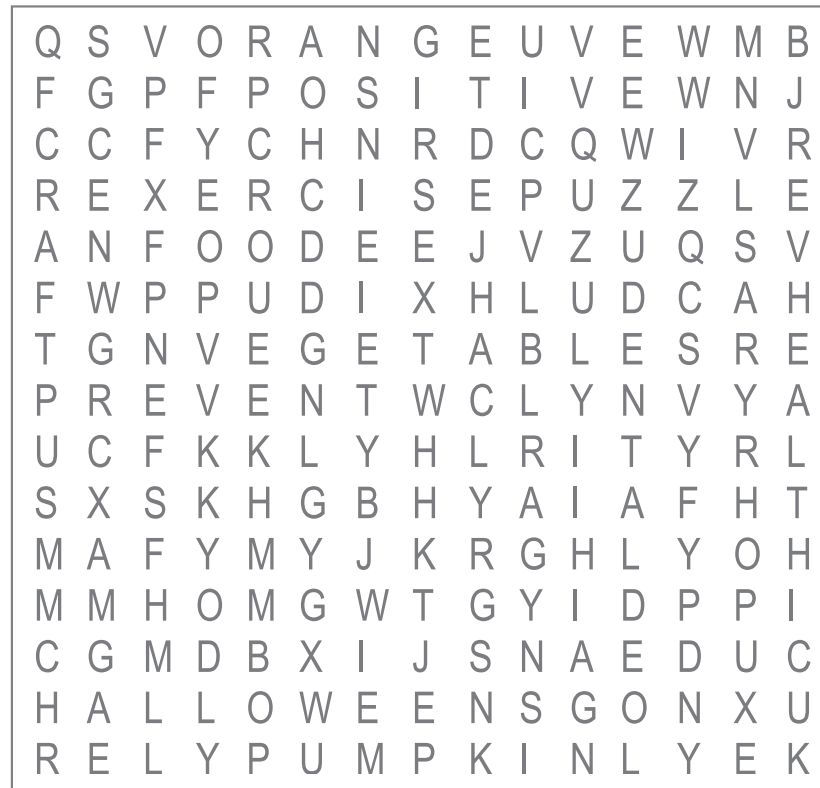 Q S V O R A N G E U V E W M B
F G P F P O S I T I V E W N J
C C F Y C H N R D C Q W I V R
R E X E R C I S E P U Z Z L E
A N F O O D E E J V Z U Q S V
F W P P U D I X H L U D C A H
T G N V E G E T A B L E S R E
P R E V E N T W C L Y N V Y A
U C F K K L Y H L R I T Y R L
S X S K H G B H Y A I A F H T
M A F Y M Y J K R G H L Y O H
M M H O M G W T G Y I D P P I
C G M D B X I J S N A E D U C
H A L L O W E E N S G O N X U
R E L Y P U M P K I N L Y E K